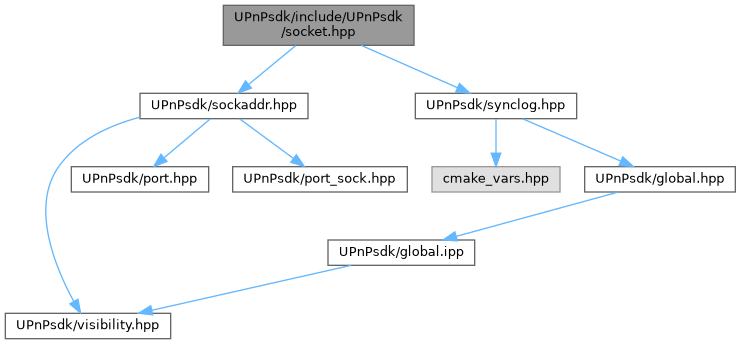 UPnPsdk/include/UPnPsdk
/socket.hpp
UPnPsdk/sockaddr.hpp
UPnPsdk/synclog.hpp
UPnPsdk/port.hpp
UPnPsdk/port_sock.hpp
cmake_vars.hpp
UPnPsdk/global.hpp
UPnPsdk/global.ipp
UPnPsdk/visibility.hpp